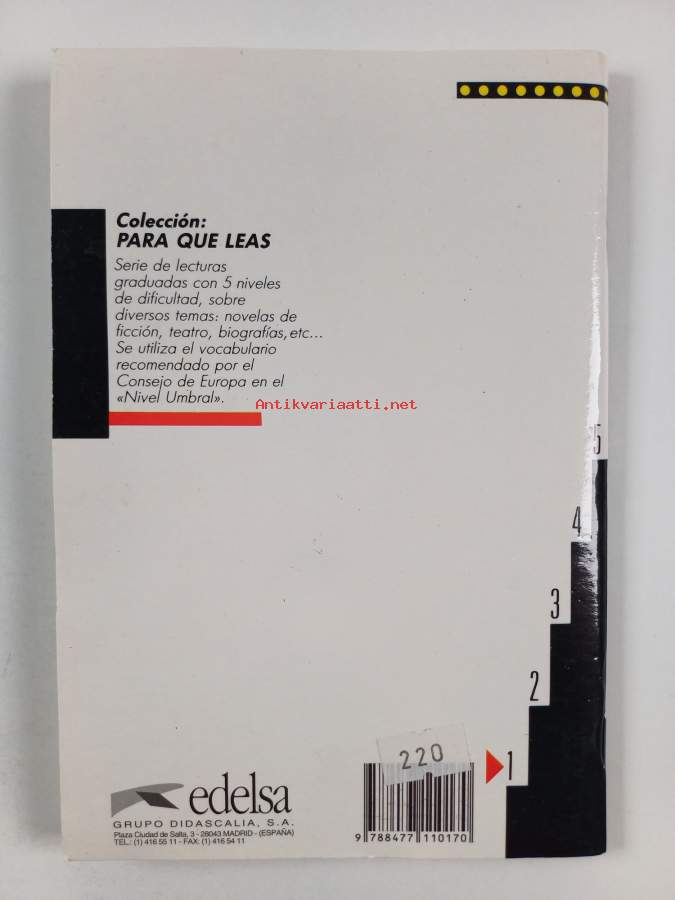 Colección:
PARA QUE LEAS
Serie de lecturas
graduadas con 5 niveles
de dificultad, sobre
diversos temas: novelas de
ficción, teatro, biografías, etc...
Se utiliza el vocabulario
recomendado por el
Consejo de Europa en el
«Nivel Umbral».
Antikvariaatti.net
5
4
3
2
1
220
edelsa
GRUPO DIDASCALIA, S.A.
Plaza Ciudad de Salta, 3 - 28043 MADRID - (ESPAÑA)
TEL.: (1) 416 55 11 - FAX: (1) 416 54 11
9 788477 110170